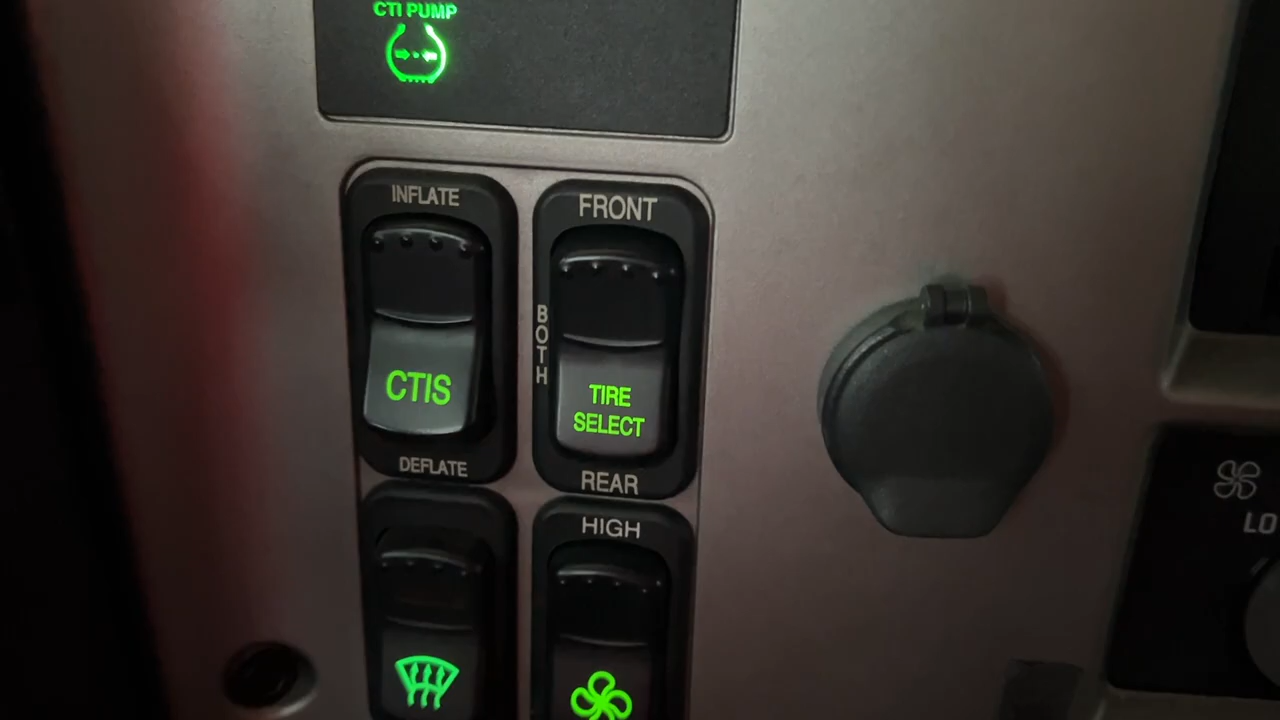 CTI PUMP
INFLATE
FRONT
BOTH
CTIS
TIRE
SELECT
DEFLATE
REAR
HIGH
LO